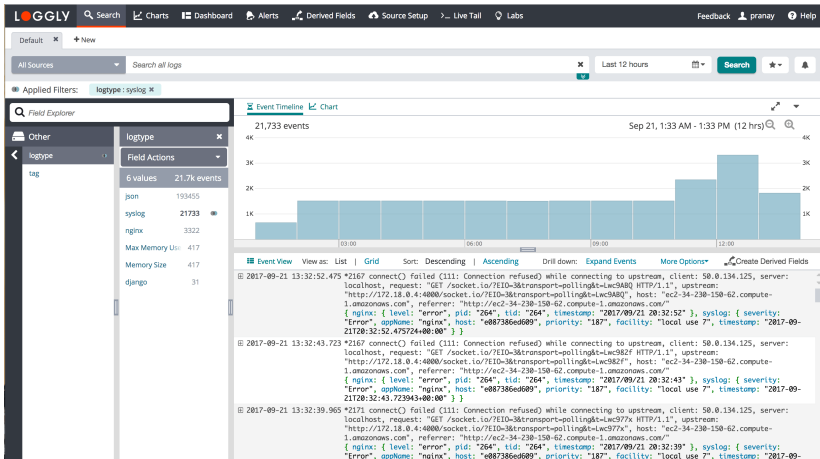 LOGGLY Search Charts Dashboard Alerts Derived Fields Source Setup >_ Live Tail Labs Feedback pranay Help
Default × + New
All Sources Search all logs × Last 12 hours Search
Applied Filters: logtype : syslog ×
Field Explorer
Other
logtype
tag
logtype ×
Field Actions
6 values 21.7k events
json 193455
syslog 21733
nginx 3322
Max Memory Use 417
Memory Size 417
django 31
Event Timeline Chart
21,733 events Sep 21, 1:33 AM - 1:33 PM (12 hrs)
4K 4K
3K 3K
2K 2K
1K 1K
03:00 06:00 09:00 12:00
Event View View as: List | Grid Sort: Descending | Ascending Drill down: Expand Events More Options Create Derived Fields
2017-09-21 13:32:52.475 *2167 connect() failed (111: Connection refused) while connecting to upstream, client: 50.0.134.125, server:
localhost, request: "GET /socket.io/?EIO=3&transport=polling&t=Lwc9ABQ HTTP/1.1", upstream:
"http://172.18.0.4:4000/socket.io/?EIO=3&transport=polling&t=Lwc9ABQ", host: "ec2-34-230-150-62.compute-
1.amazonaws.com", referrer: "http://ec2-34-230-150-62.compute-1.amazonaws.com/"
{ nginx: { level: "error", pid: "264", tid: "264", timestamp: "2017/09/21 20:32:52" }, syslog: { severity:
"Error", appName: "nginx", host: "e087386ed609", priority: "187", facility: "local use 7", timestamp: "2017-09-
21T20:32:52.475724+00:00" } }
2017-09-21 13:32:43.723 *2167 connect() failed (111: Connection refused) while connecting to upstream, client: 50.0.134.125, server:
localhost, request: "GET /socket.io/?EIO=3&transport=polling&t=Lwc982f HTTP/1.1", upstream:
"http://172.18.0.4:4000/socket.io/?EIO=3&transport=polling&t=Lwc982f", host: "ec2-34-230-150-62.compute-
1.amazonaws.com", referrer: "http://ec2-34-230-150-62.compute-1.amazonaws.com/"
{ nginx: { level: "error", pid: "264", tid: "264", timestamp: "2017/09/21 20:32:43" }, syslog: { severity:
"Error", appName: "nginx", host: "e087386ed609", priority: "187", facility: "local use 7", timestamp: "2017-09-
21T20:32:43.723943+00:00" } }
2017-09-21 13:32:39.965 *2171 connect() failed (111: Connection refused) while connecting to upstream, client: 50.0.134.125, server:
localhost, request: "GET /socket.io/?EIO=3&transport=polling&t=Lwc977x HTTP/1.1", upstream:
"http://172.18.0.4:4000/socket.io/?EIO=3&transport=polling&t=Lwc977x", host: "ec2-34-230-150-62.compute-
1.amazonaws.com", referrer: "http://ec2-34-230-150-62.compute-1.amazonaws.com/"
{ nginx: { level: "error", pid: "264", tid: "264", timestamp: "2017/09/21 20:32:39" }, syslog: { severity:
"Error", appName: "nginx", host: "e087386ed609", priority: "187", facility: "local use 7", timestamp: "2017-09-